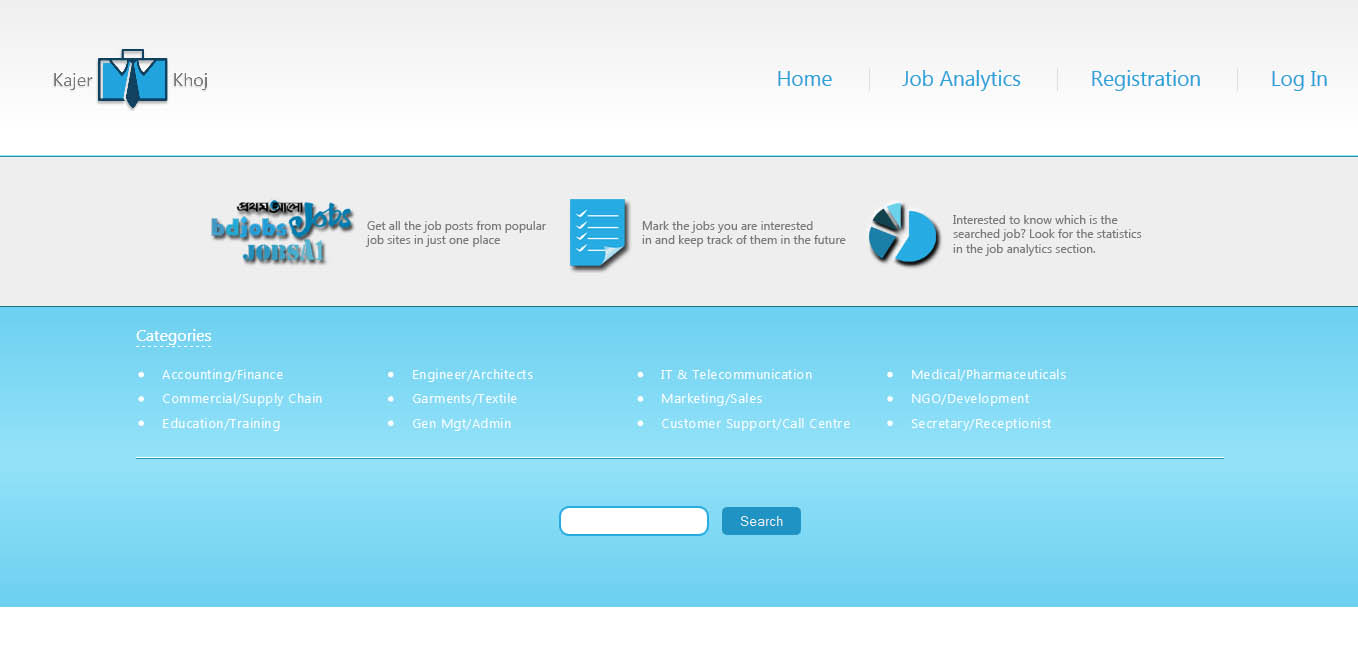 Kajer Khoj
Home
Job Analytics
Registration
Log In
প্রথম আলো
bdjobs Jobs
JOBSA1
Get all the job posts from popular
job sites in just one place
Mark the jobs you are interested
in and keep track of them in the future
Interested to know which is the
searched job? Look for the statistics
in the job analytics section.
Categories
Accounting/Finance
Commercial/Supply Chain
Education/Training
Engineer/Architects
Garments/Textile
Gen Mgt/Admin
IT & Telecommunication
Marketing/Sales
Customer Support/Call Centre
Medical/Pharmaceuticals
NGO/Development
Secretary/Receptionist
Search